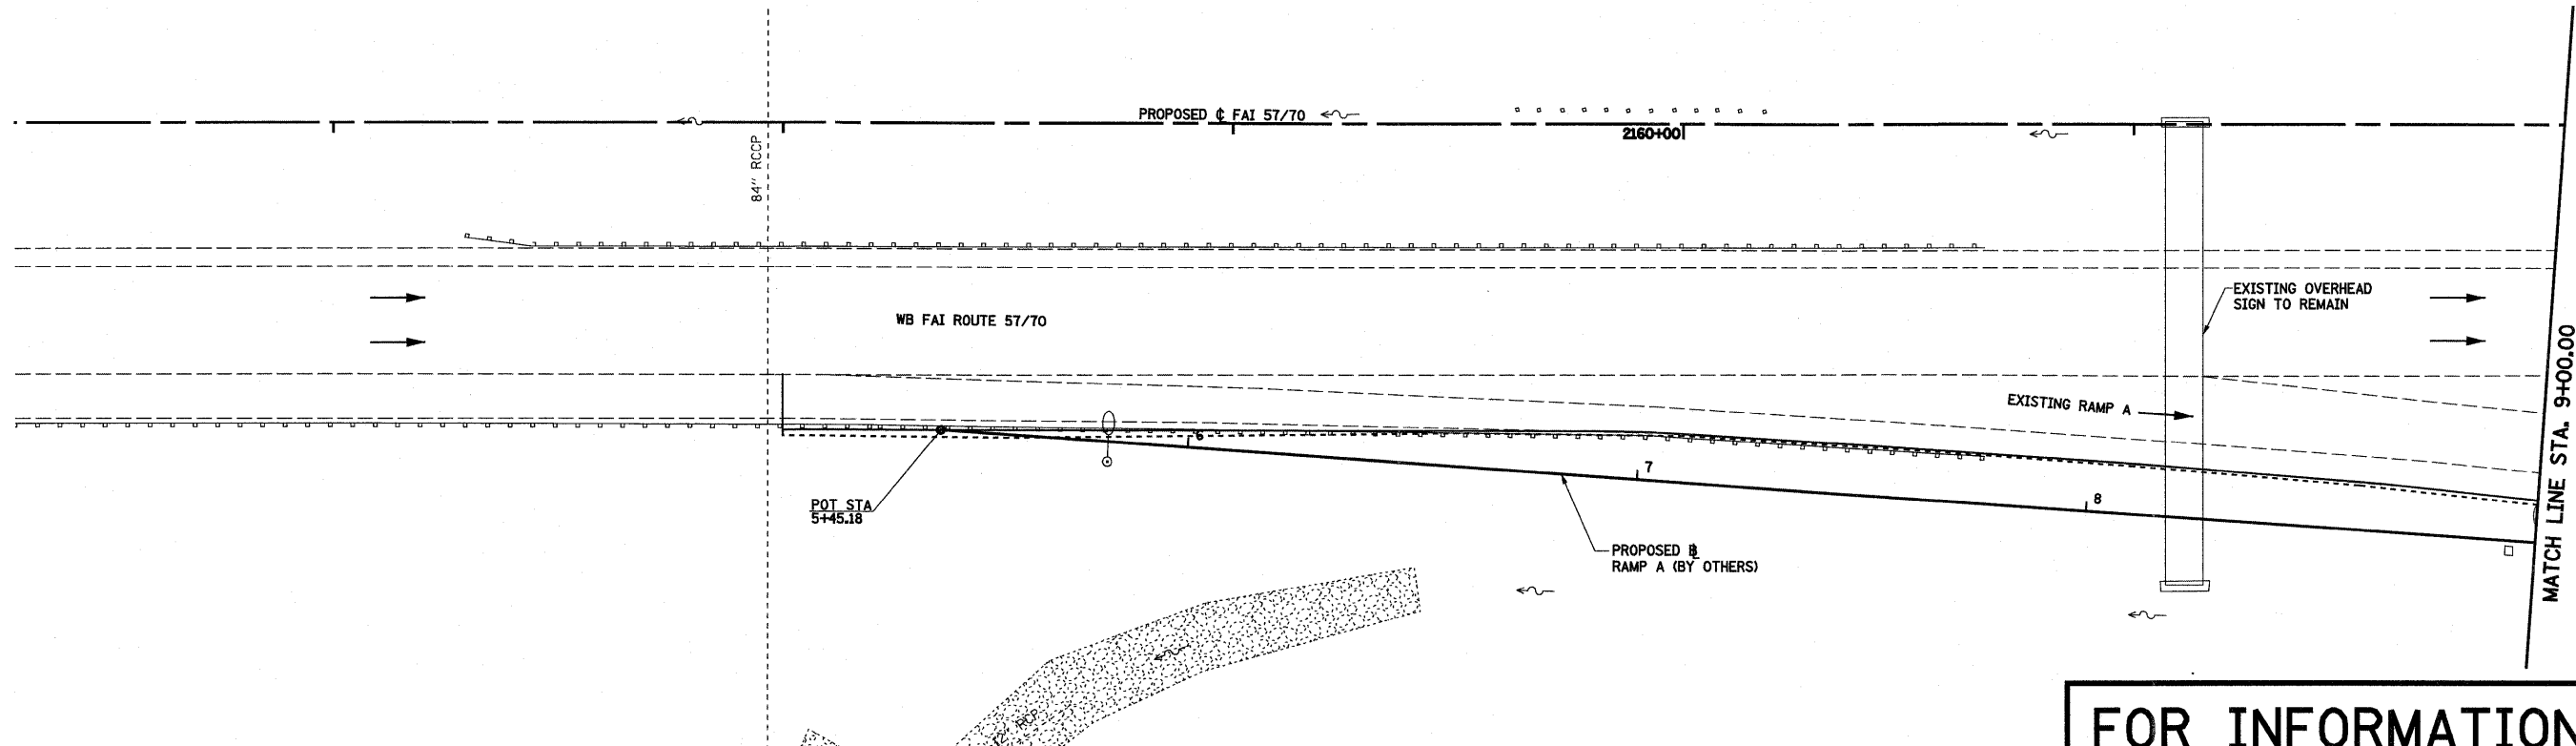 PROPOSED ℄ FAI 57/70
2160+00
84" RCCP
EXISTING OVERHEAD
SIGN TO REMAIN
WB FAI ROUTE 57/70
EXISTING RAMP A
MATCH LINE STA. 9+00.00
6
7
8
POT STA
5+45.18
PROPOSED ⅊
RAMP A (BY OTHERS)
RCP
FOR INFORMATION